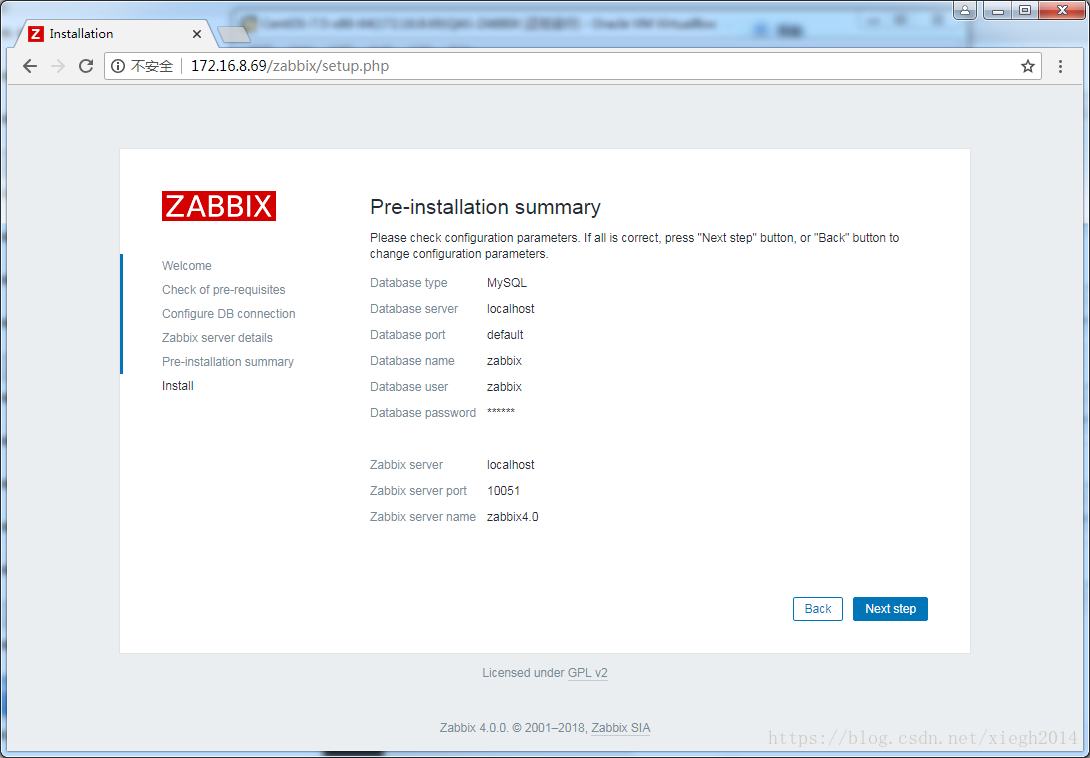 Installation
不安全 172.16.8.69/zabbix/setup.php
ZABBIX
Welcome
Check of pre-requisites
Configure DB connection
Zabbix server details
Pre-installation summary
Install
Pre-installation summary
Please check configuration parameters. If all is correct, press "Next step" button, or "Back" button to
change configuration parameters.
Database type MySQL
Database server localhost
Database port default
Database name zabbix
Database user zabbix
Database password ******
Zabbix server localhost
Zabbix server port 10051
Zabbix server name zabbix4.0
Back Next step
Licensed under GPL v2
Zabbix 4.0.0. © 2001–2018, Zabbix SIA
https://blog.csdn.net/xiegh2014